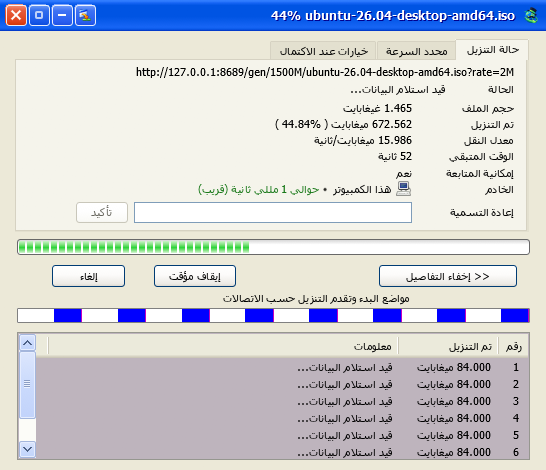 44% ubuntu-26.04-desktop-amd64.iso
حالة التنزيل
محدد السرعة
خيارات عند الاكتمال
http://127.0.0.1:8689/gen/1500M/ubuntu-26.04-desktop-amd64.iso?rate=2M
الحالة قيد استلام البيانات...
حجم الملف 1.465 غيغابايت
تم التنزيل 672.562 ميغابايت ( 44.84% )
معدل النقل 15.986 ميغابايت/ثانية
الوقت المتبقي 52 ثانية
إمكانية المتابعة نعم
الخادم هذا الكمبيوتر • حوالي 1 مللي ثانية (قريب)
إعادة التسمية تأكيد
<< إخفاء التفاصيل إيقاف مؤقت إلغاء
مواضع البدء وتقدم التنزيل حسب الاتصالات
رقم تم التنزيل معلومات
1 84.000 ميغابايت قيد استلام البيانات...
2 84.000 ميغابايت قيد استلام البيانات...
3 84.000 ميغابايت قيد استلام البيانات...
4 84.000 ميغابايت قيد استلام البيانات...
5 84.000 ميغابايت قيد استلام البيانات...
6 84.000 ميغابايت قيد استلام البيانات...